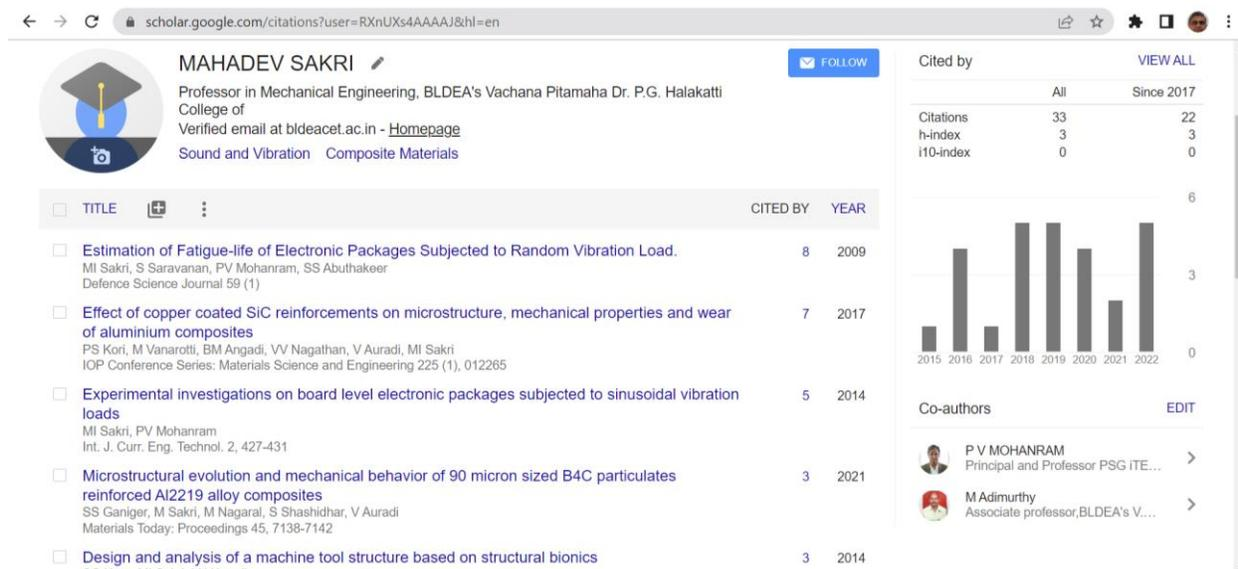 scholar.google.com/citations?user=RXnUXs4AAAAJ&hl=en
MAHADEV SAKRI
FOLLOW
Professor in Mechanical Engineering, BLDEA's Vachana Pitamaha Dr. P.G. Halakatti
College of
Verified email at bldeacet.ac.in - Homepage
Sound and Vibration Composite Materials
TITLE
CITED BY YEAR
Estimation of Fatigue-life of Electronic Packages Subjected to Random Vibration Load. 8 2009
MI Sakri, S Saravanan, PV Mohanram, SS Abuthakeer
Defence Science Journal 59 (1)
Effect of copper coated SiC reinforcements on microstructure, mechanical properties and wear 7 2017
of aluminium composites
PS Kori, M Vanarotti, BM Angadi, VV Nagathan, V Auradi, MI Sakri
IOP Conference Series: Materials Science and Engineering 225 (1), 012265
Experimental investigations on board level electronic packages subjected to sinusoidal vibration 5 2014
loads
MI Sakri, PV Mohanram
Int. J. Curr. Eng. Technol. 2, 427-431
Microstructural evolution and mechanical behavior of 90 micron sized B4C particulates 3 2021
reinforced Al2219 alloy composites
SS Ganiger, M Sakri, M Nagaral, S Shashidhar, V Auradi
Materials Today: Proceedings 45, 7138-7142
Design and analysis of a machine tool structure based on structural bionics 3 2014
Cited by VIEW ALL
All Since 2017
Citations 33 22
h-index 3 3
i10-index 0 0
6
3
0
2015 2016 2017 2018 2019 2020 2021 2022
Co-authors EDIT
P V MOHANRAM
Principal and Professor PSG iTE...
M Adimurthy
Associate professor,BLDEA's V....